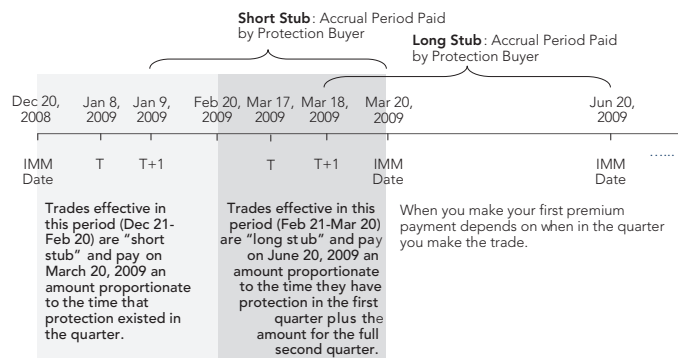 Short Stub: Accrual Period Paid
by Protection Buyer
Long Stub: Accrual Period Paid
by Protection Buyer
Dec 20, Jan 8, Jan 9, Feb 20, Mar 17, Mar 18, Mar 20, Jun 20,
2008 2009 2009 2009 2009 2009 2009 2009
IMM T T+1 T T+1 IMM IMM ......
Date Date Date
Trades effective in
this period (Dec 21-
Feb 20) are “short
stub” and pay on
March 20, 2009 an
amount proportionate
to the time that
protection existed in
the quarter.
Trades effective in this
period (Feb 21-Mar 20)
are “long stub” and pay
on June 20, 2009 an
amount proportionate
to the time they have
protection in the first
quarter plus the
amount for the full
second quarter.
When you make your first premium
payment depends on when in the quarter
you make the trade.